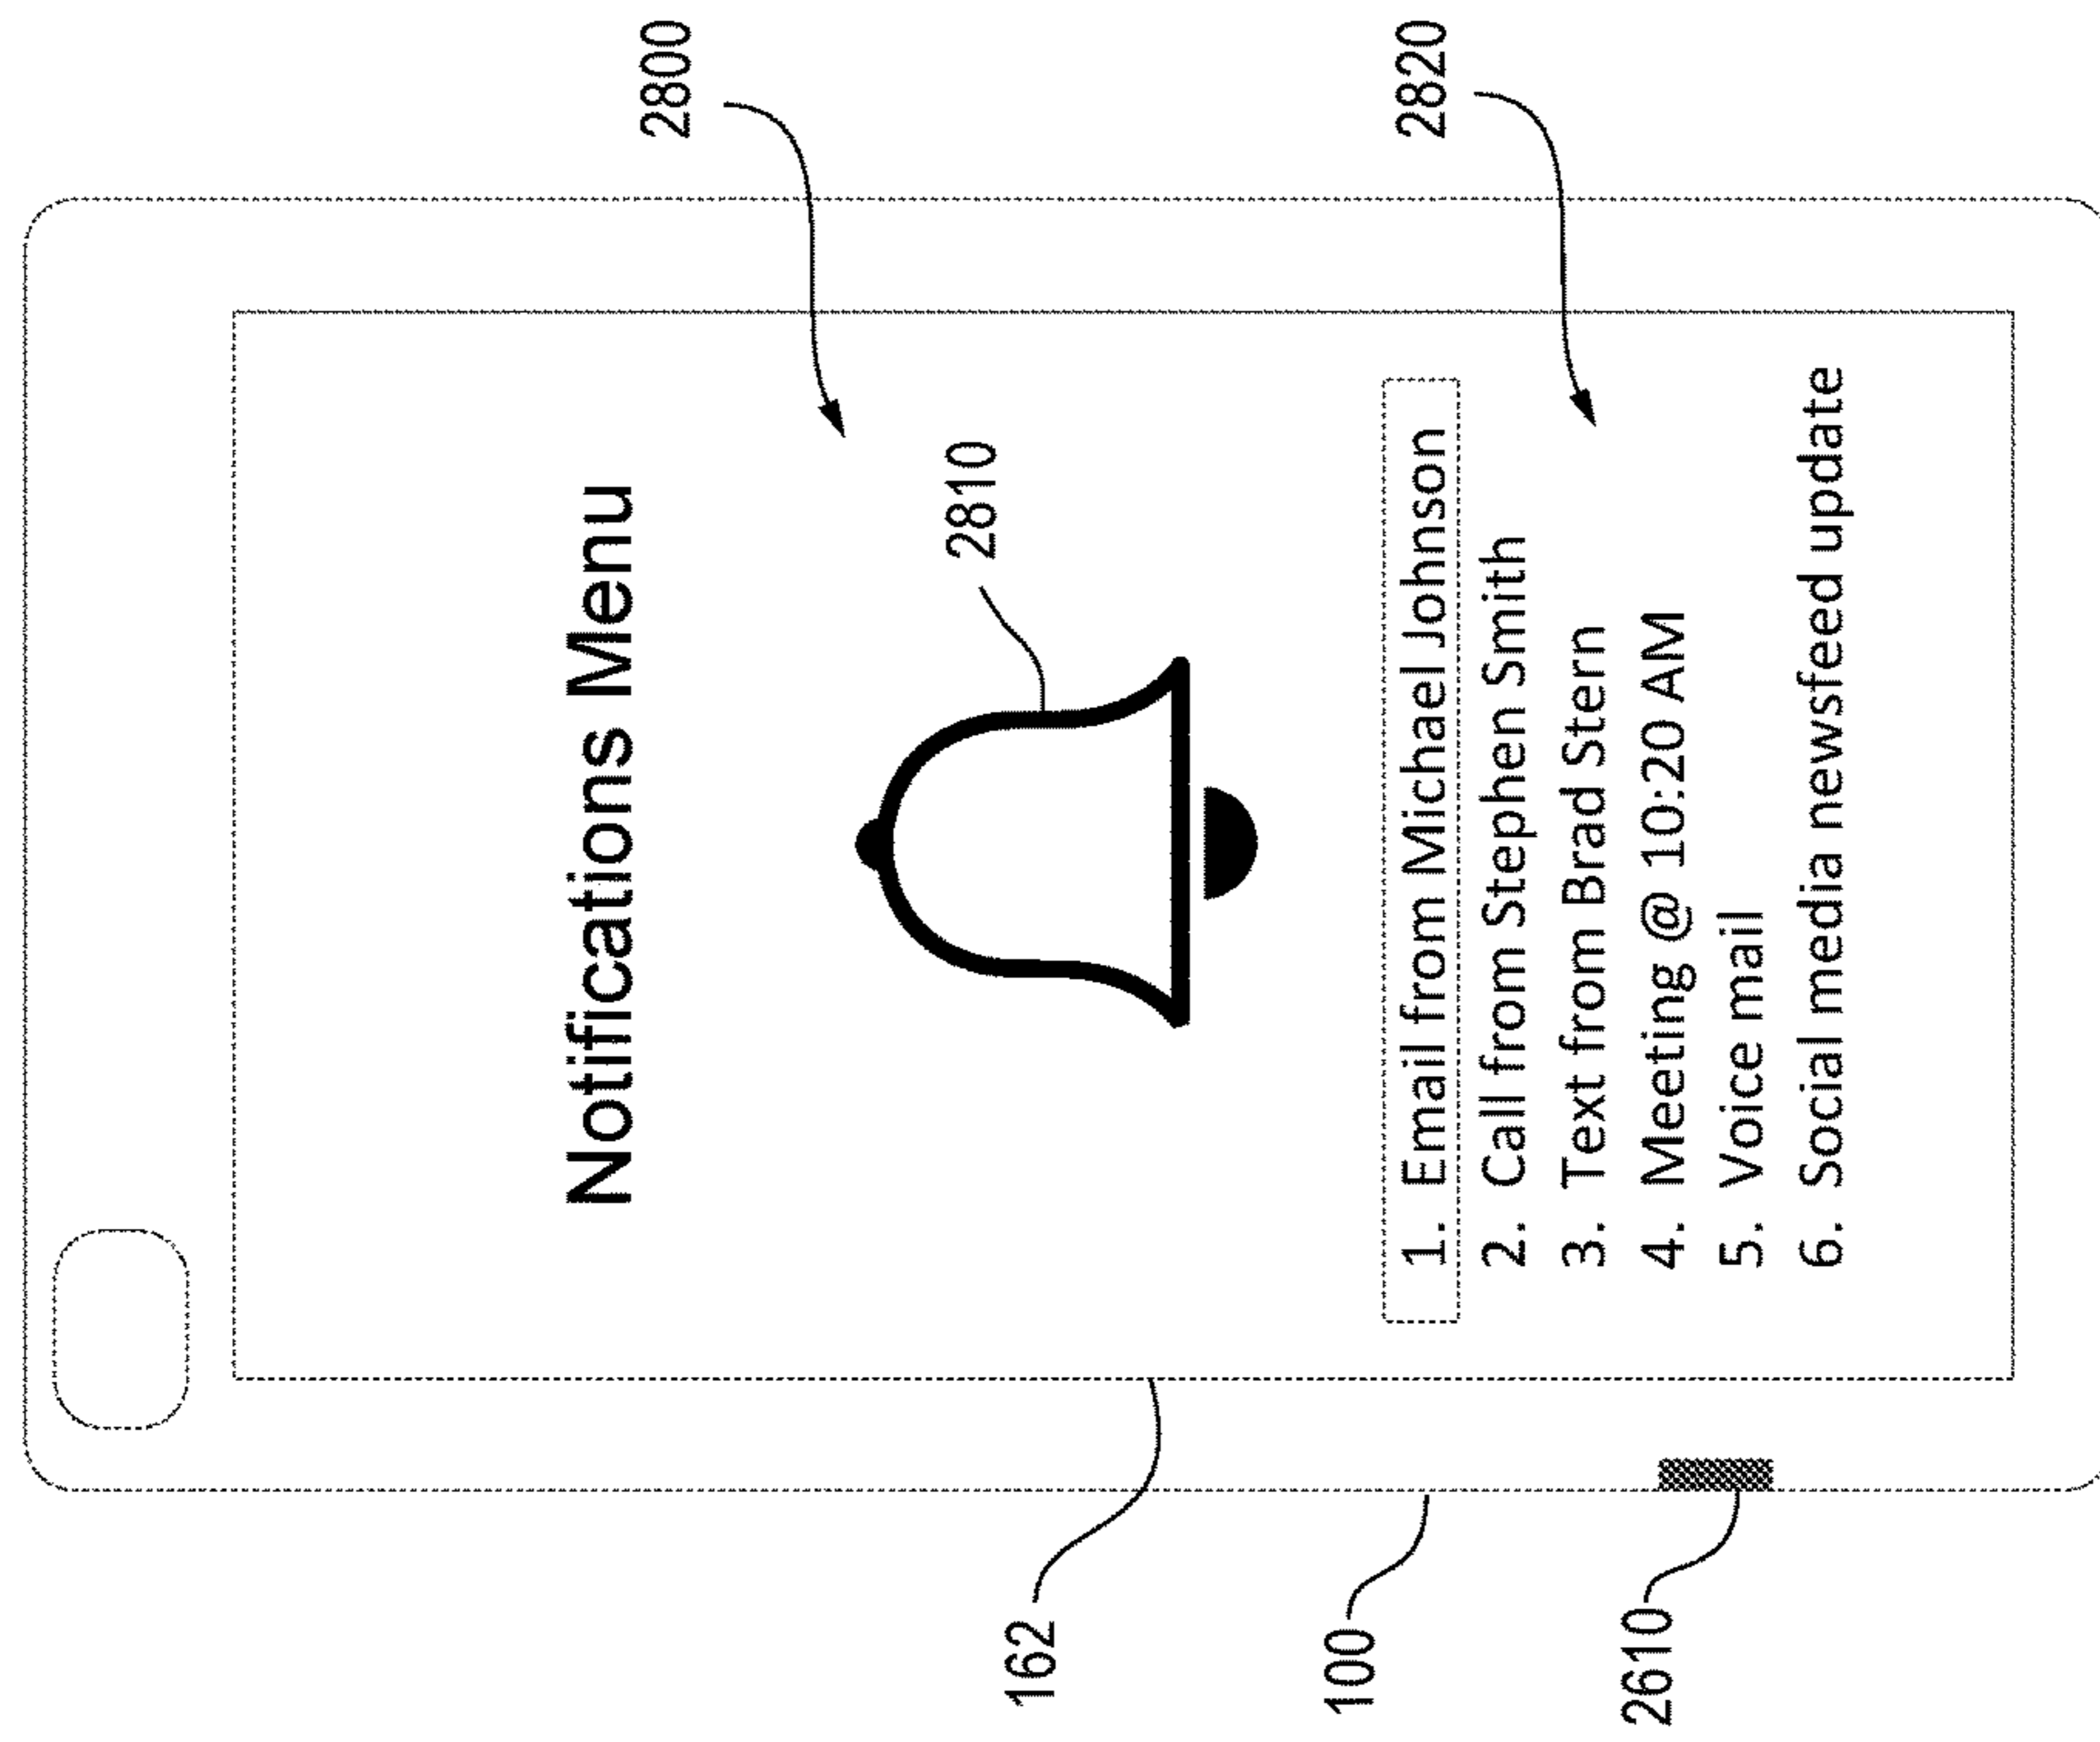 Notifications Menu
2800
2810
162
1. Email from Michael Johnson
2. Call from Stephen Smith
2820
100
3. Text from Brad Stern
4. Meeting @ 10:20 AM
2610
5. Voice mail
6. Social media newsfeed update